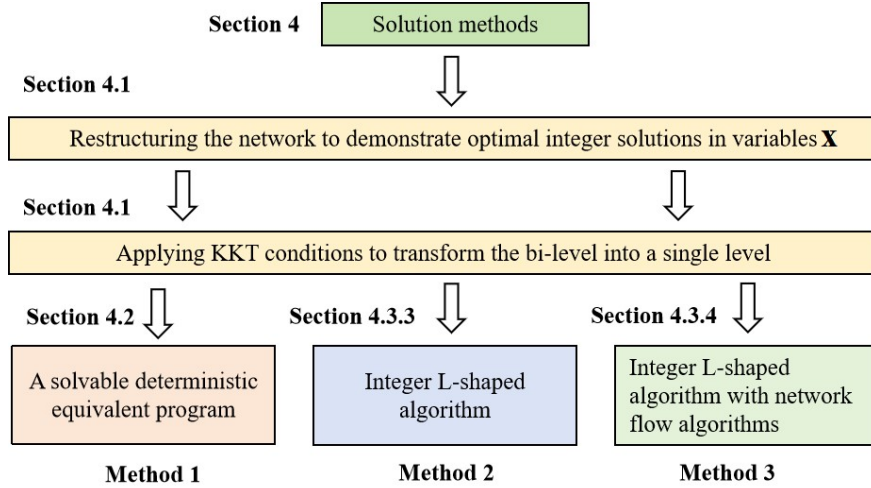 Section 4
Solution methods
Section 4.1
Restructuring the network to demonstrate optimal integer solutions in variables x
Section 4.1
Applying KKT conditions to transform the bi-level into a single level
Section 4.2
Section 4.3.3
Section 4.3.4
A solvable deterministic
equivalent program
Integer L-shaped
algorithm
Integer L-shaped
algorithm with network
flow algorithms
Method 1
Method 2
Method 3